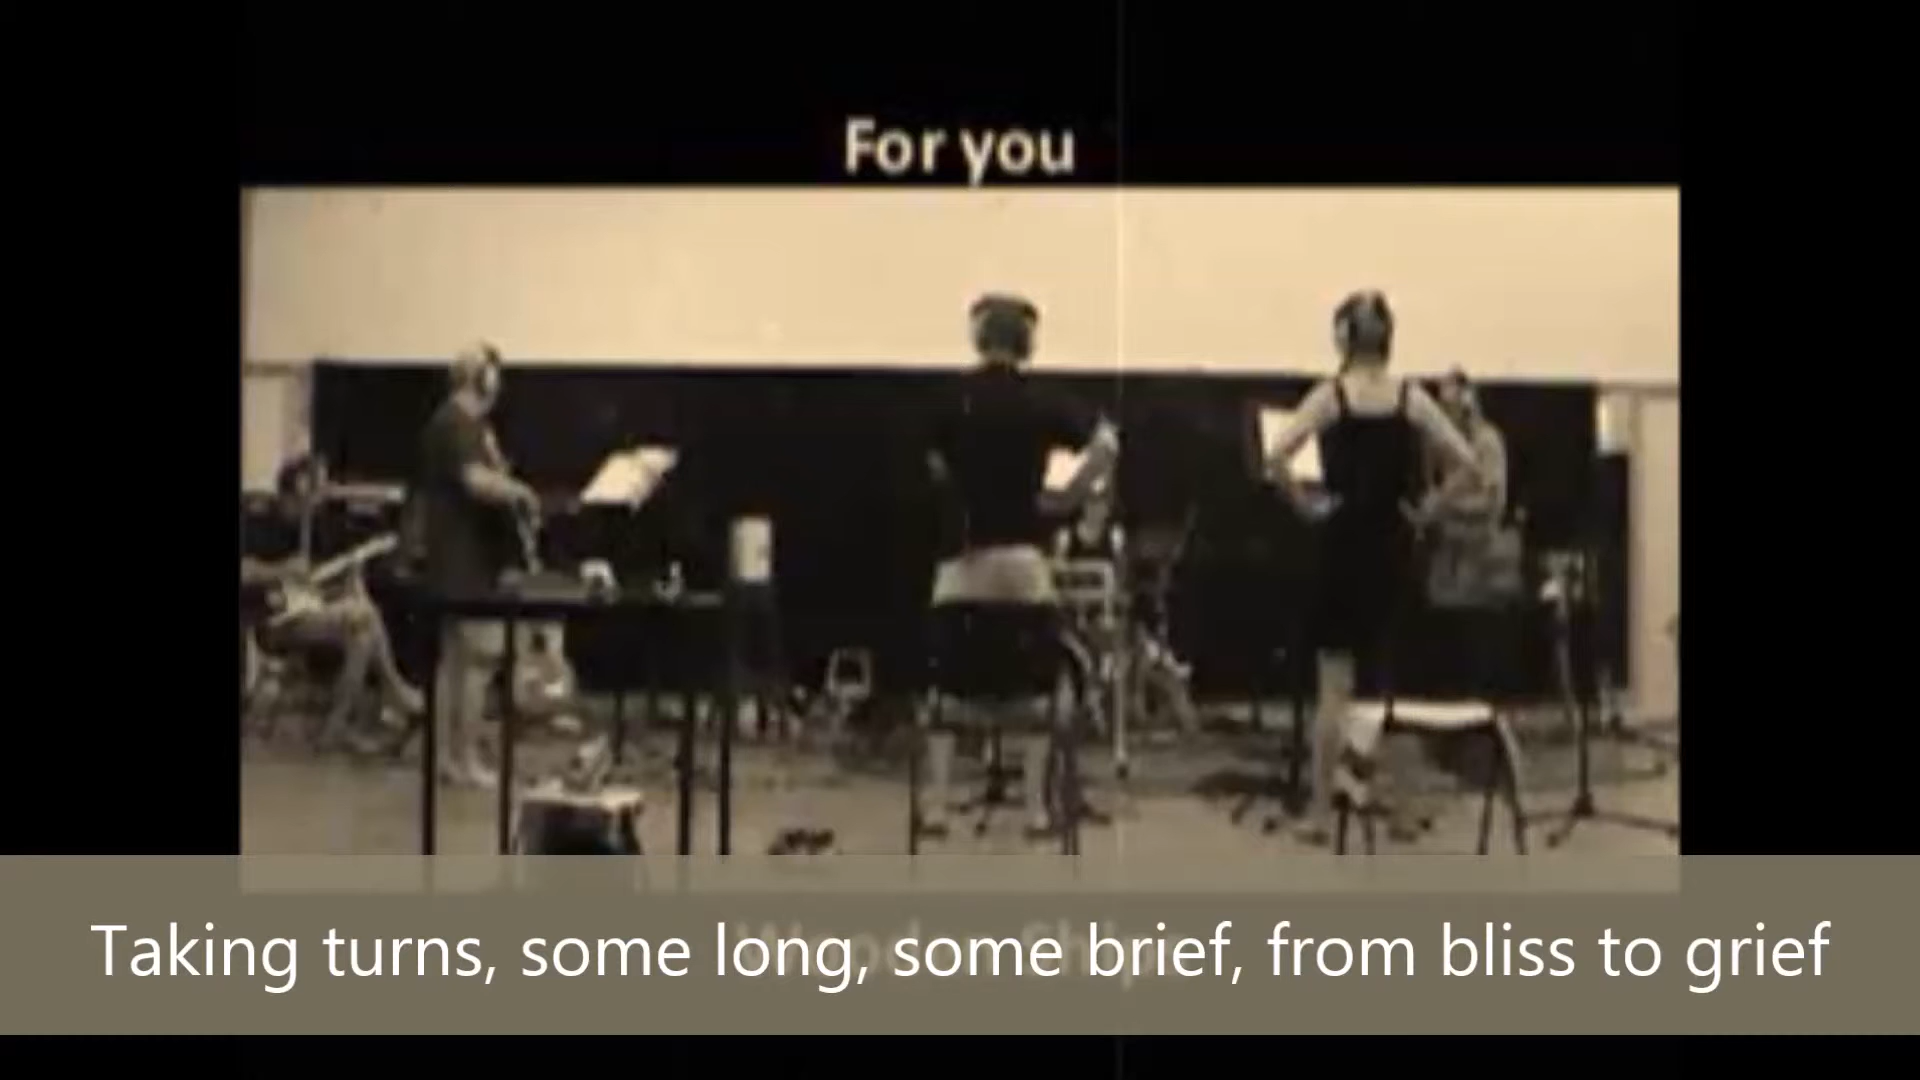 For you
Taking turns, some long, some brief, from bliss to grief